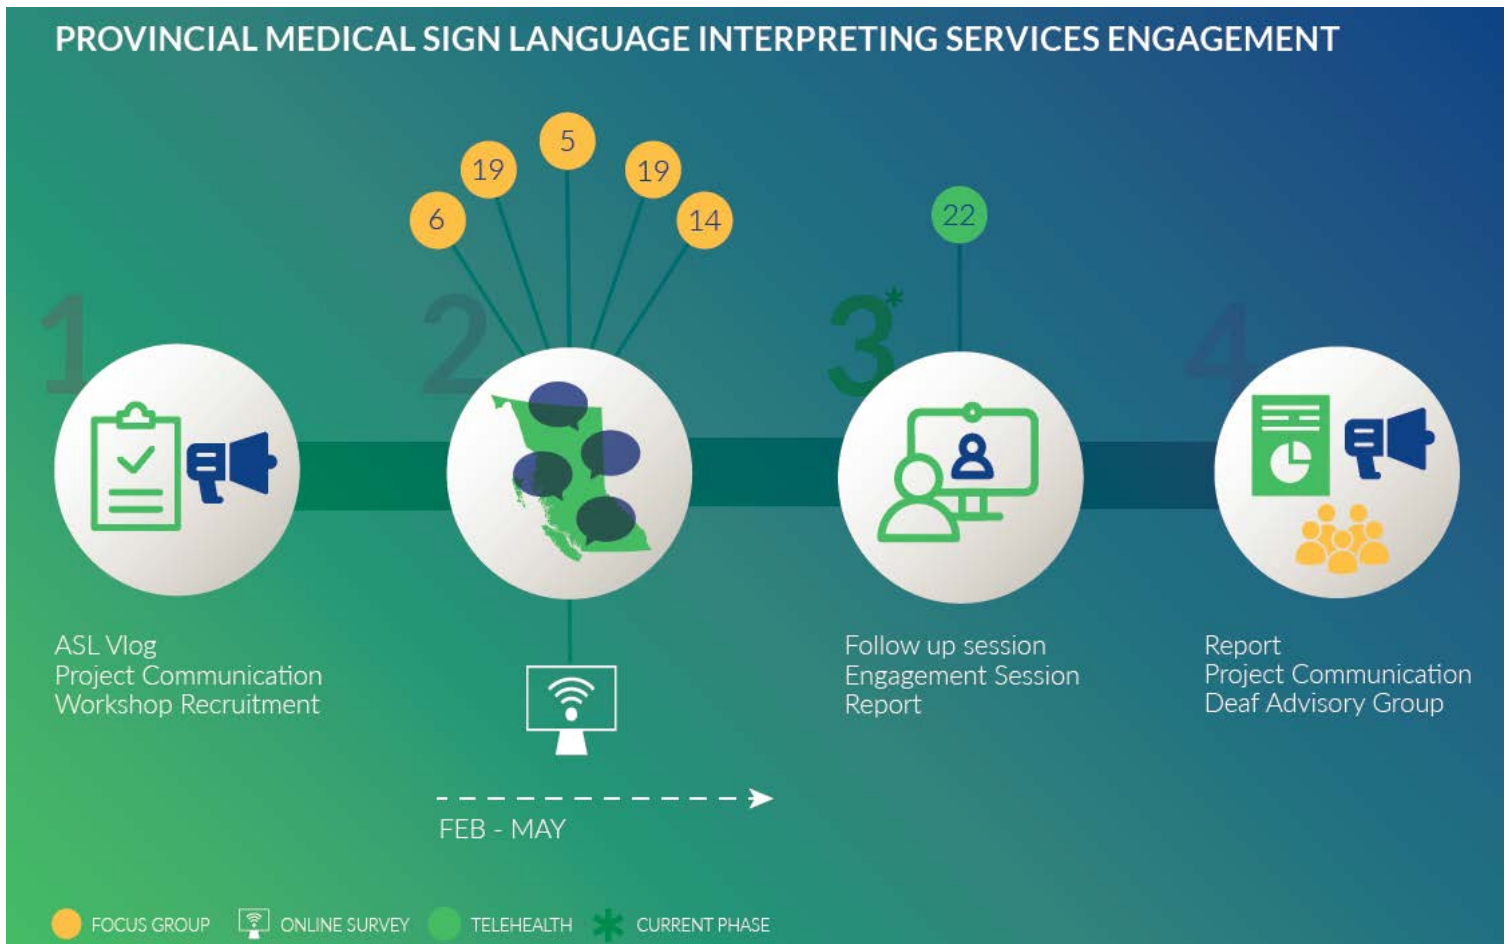 PROVINCIAL MEDICAL SIGN LANGUAGE INTERPRETING SERVICES ENGAGEMENT
5
19
19
6
14
22
1
2
3*
4
ASL Vlog
Project Communication
Workshop Recruitment
Follow up session
Engagement Session
Report
Report
Project Communication
Deaf Advisory Group
FEB - MAY
FOCUS GROUP
ONLINE SURVEY
TELEHEALTH
* CURRENT PHASE